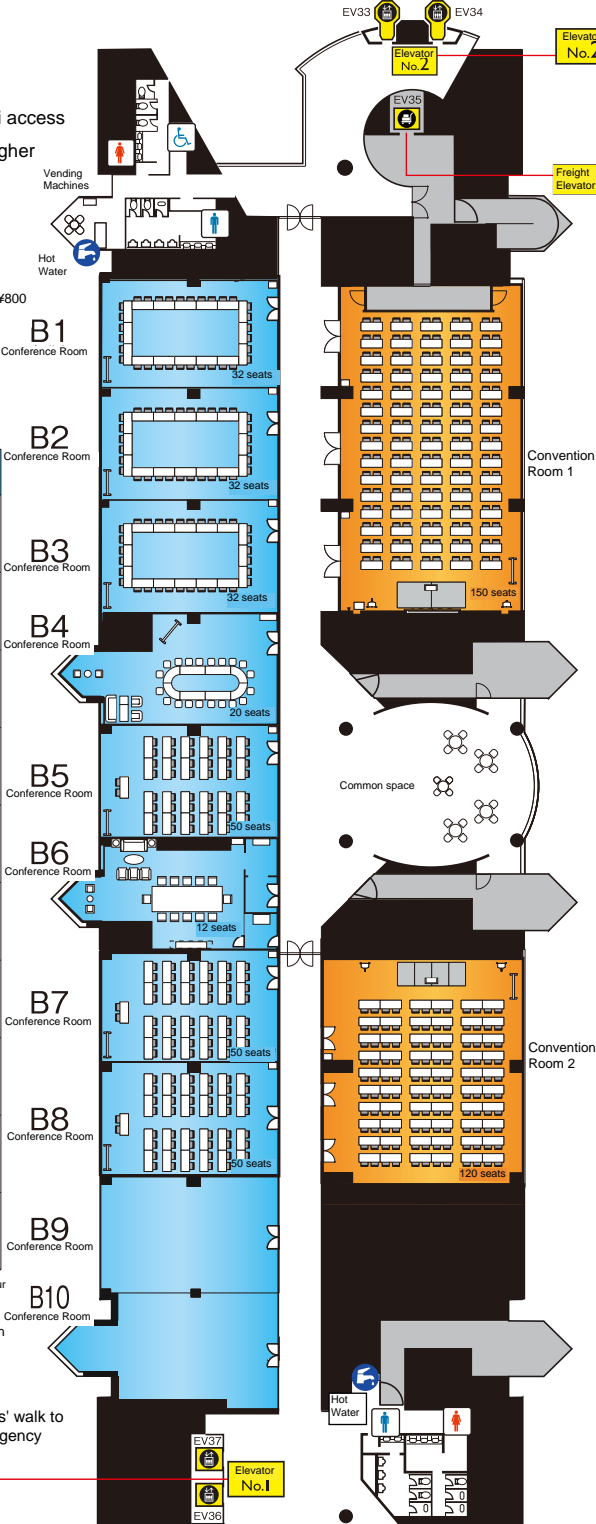 EV33
EV34
Elevator
No.2
Elevator
No.2
EV35
Freight
Elevator
access
gher
Vending
Machines
Hot
Water
¥800
B1
Conference Room
32 seats
B2
Conference Room
32 seats
B3
Conference Room
32 seats
B4
Conference Room
20 seats
B5
Conference Room
50 seats
B6
Conference Room
12 seats
B7
Conference Room
50 seats
B8
Conference Room
50 seats
B9
Conference Room
B10
Conference Room
Convention
Room 1
150 seats
Common space
Convention
Room 2
120 seats
ur
n
s' walk to
gency
Hot
Water
EV37
Elevator
No.1
EV36